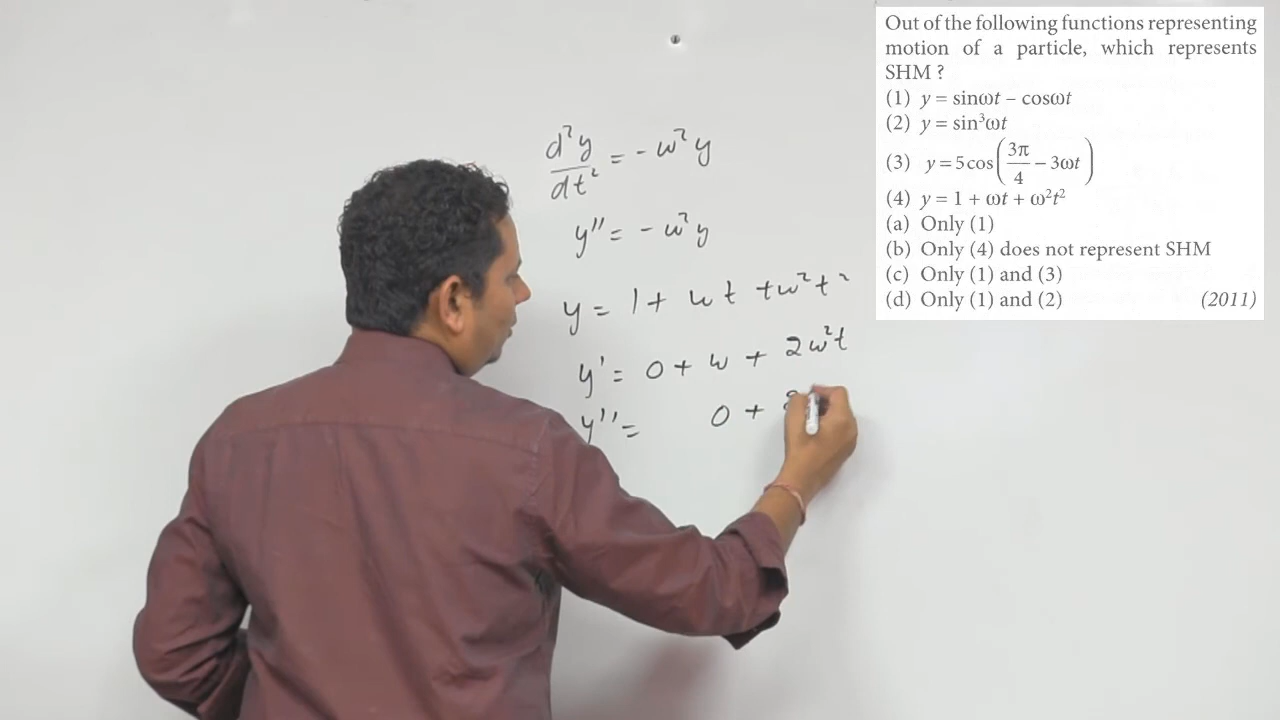 d²y/dt² = - ω²y
y'' = - ω²y
y = 1 + ωt + ω²t²
y' = 0 + ω + 2ω²t
y'' = 0 +
Out of the following functions representing
motion of a particle, which represents
SHM ?
(1) y = sinωt – cosωt
(2) y = sin³ωt
(3) y = 5cos(3π/4 – 3ωt)
(4) y = 1 + ωt + ω²t²
(a) Only (1)
(b) Only (4) does not represent SHM
(c) Only (1) and (3)
(d) Only (1) and (2) (2011)